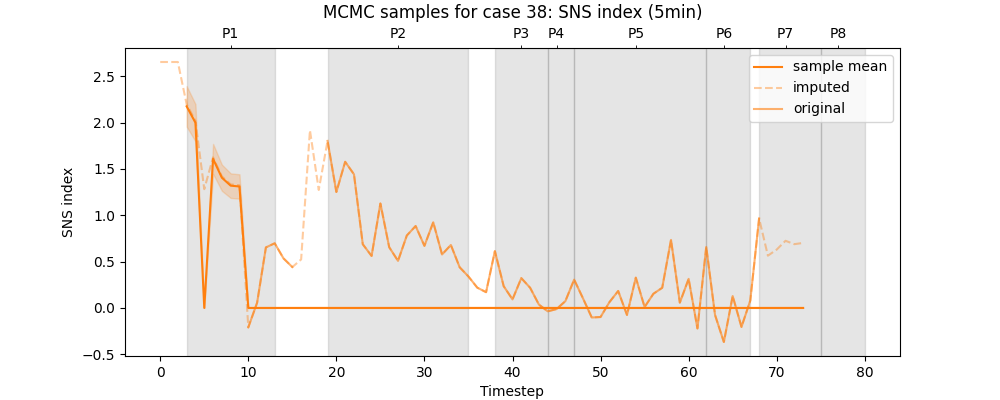 MCMC samples for case 38: SNS index (5min)
P1 P2 P3 P4 P5 P6 P7 P8
sample mean
imputed
original
2.5
2.0
1.5
1.0
0.5
0.0
−0.5
SNS index
0 10 20 30 40 50 60 70 80
Timestep